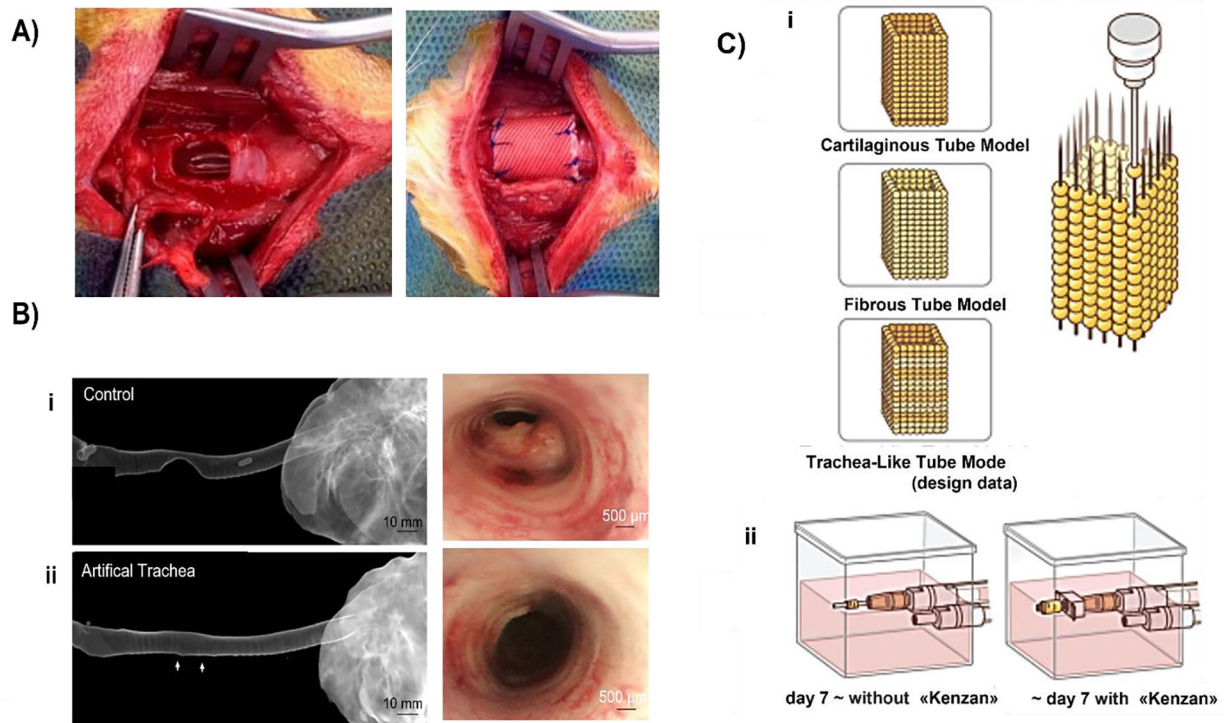 A)
B)
i
Control
10 mm
500 µm
ii
Artifical Trachea
10 mm
500 µm
C)
i
Cartilaginous Tube Model
Fibrous Tube Model
Trachea-Like Tube Mode
(design data)
ii
day 7 ~ without «Kenzan»
~ day 7 with «Kenzan»